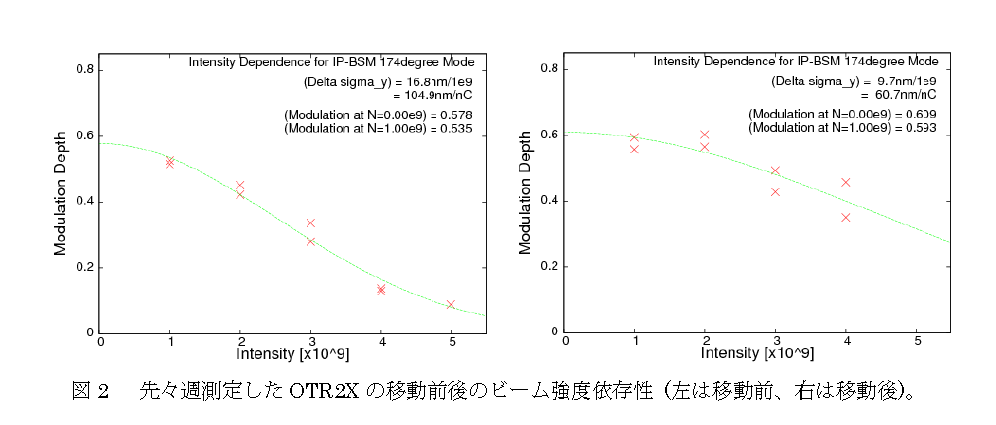 Intensity Dependence for IP-BSM 174degree Mode
(Delta sigma_y) = 16.8nm/1e9
= 104.9nm/nC
(Modulation at N=0.00e9) = 0.578
(Modulation at N=1.00e9) = 0.535
Modulation Depth
0.8
0.6
0.4
0.2
0
0 1 2 3 4 5
Intensity [x10^9]
Intensity Dependence for IP-BSM 174degree Mode
(Delta sigma_y) = 9.7nm/1e9
= 60.7nm/nC
(Modulation at N=0.00e9) = 0.609
(Modulation at N=1.00e9) = 0.593
Modulation Depth
0.8
0.6
0.4
0.2
0
0 1 2 3 4 5
Intensity [x10^9]
図 2 先々週測定した OTR2X の移動前後のビーム強度依存性 (左は移動前、右は移動後)。